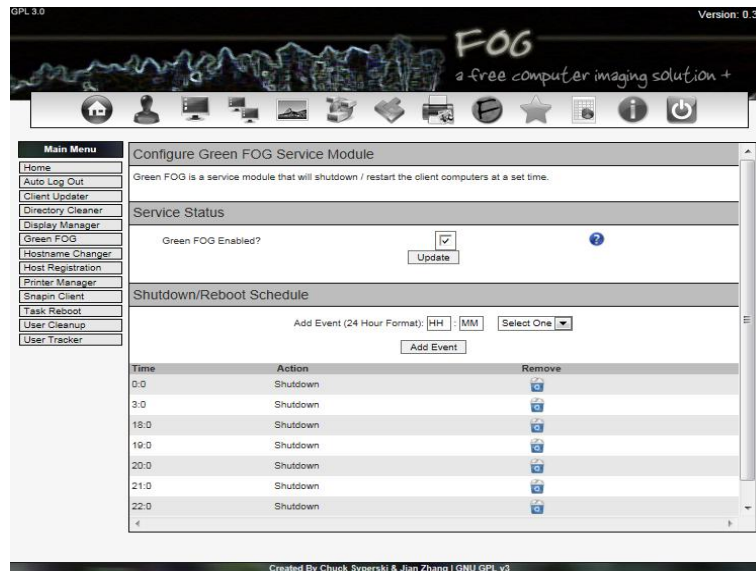 GPL 3.0
Version: 0.3
FOG
a free computer imaging solution +
Main Menu
Home
Auto Log Out
Client Updater
Directory Cleaner
Display Manager
Green FOG
Hostname Changer
Host Registration
Printer Manager
Snapin Client
Task Reboot
User Cleanup
User Tracker
Configure Green FOG Service Module
Green FOG is a service module that will shutdown / restart the client computers at a set time.
Service Status
Green FOG Enabled?
Update
Shutdown/Reboot Schedule
Add Event (24 Hour Format): HH : MM Select One
Add Event
Time Action Remove
0:0 Shutdown
3:0 Shutdown
18:0 Shutdown
19:0 Shutdown
20:0 Shutdown
21:0 Shutdown
22:0 Shutdown
Created By Chuck Syperski & Jian Zhang | GNU GPL v3